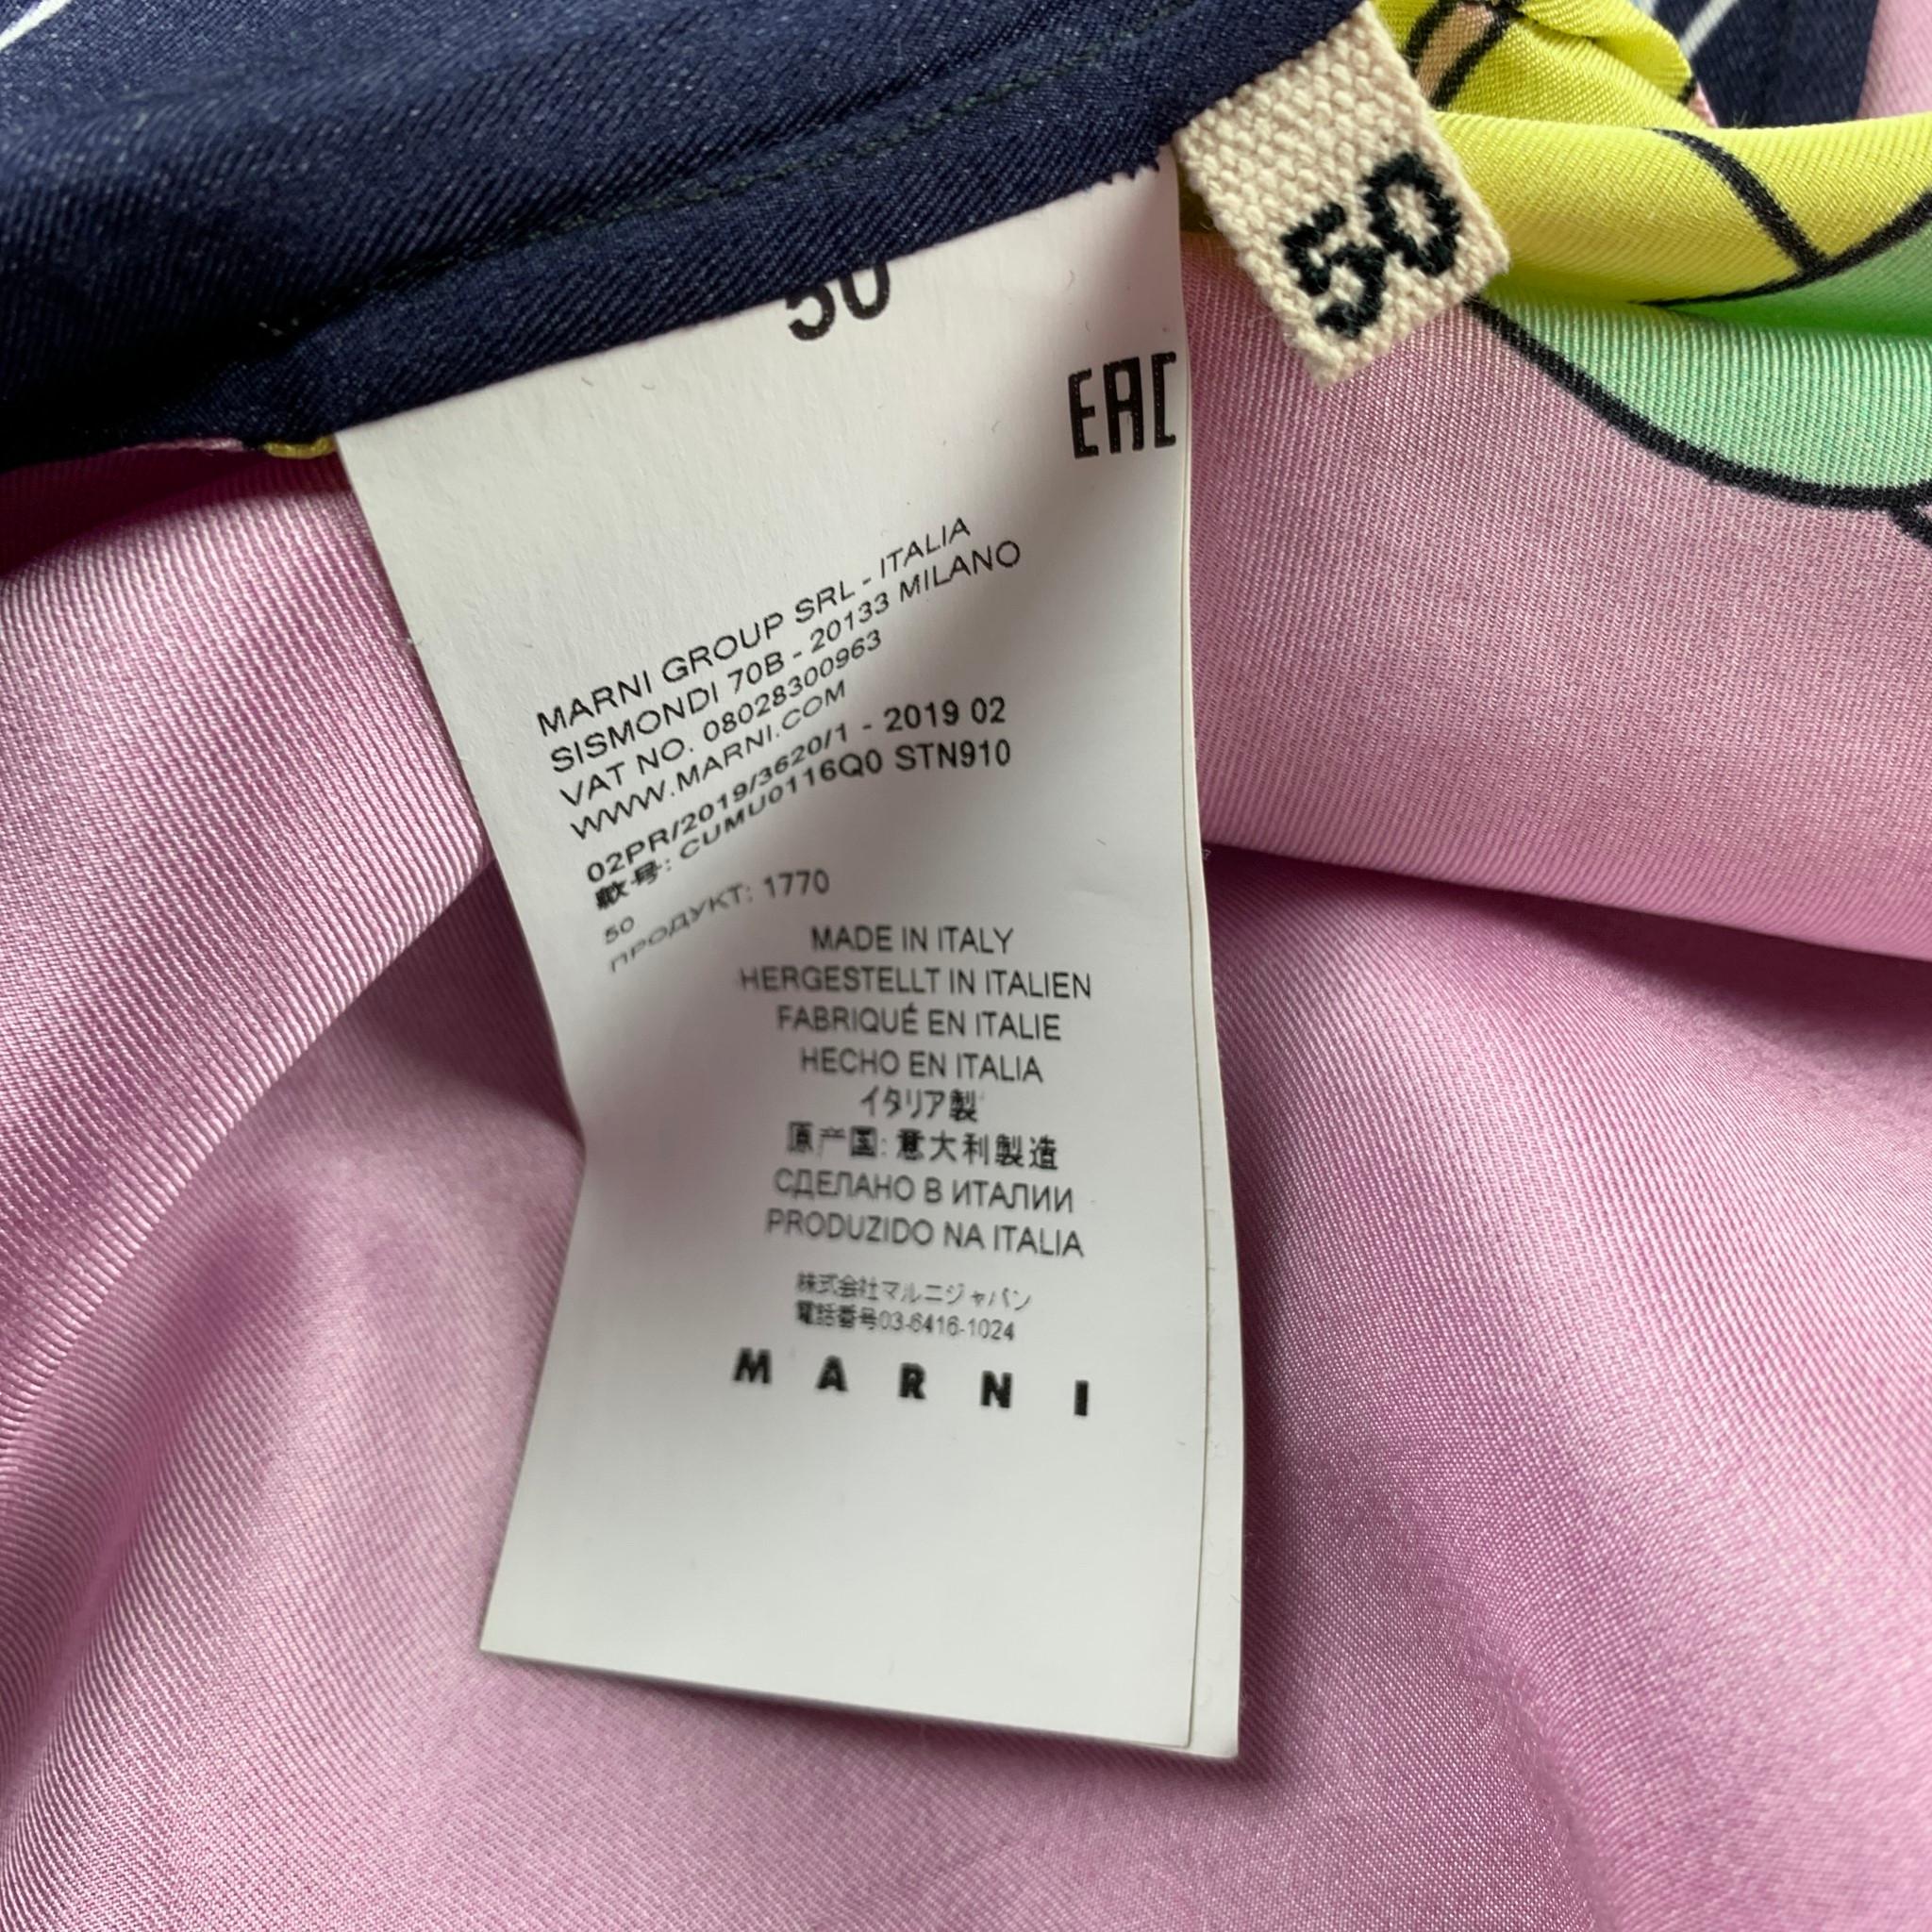 50
50
EAC
MARNI GROUP SRL - ITALIA
SISMONDI 70B - 20133 MILANO
VAT NO. 08028300963
WWW.MARNI.COM
02PR/2019/3620/1 - 2019 02
款号: CUMU0116Q0 STN910
50
ПРОДУКТ: 1770
MADE IN ITALY
HERGESTELLT IN ITALIEN
FABRIQUÉ EN ITALIE
HECHO EN ITALIA
イタリア製
原产国: 意大利製造
СДЕЛАНО В ИТАЛИИ
PRODUZIDO NA ITALIA
株式会社マルニジャパン
電話番号03-6416-1024
MARNI